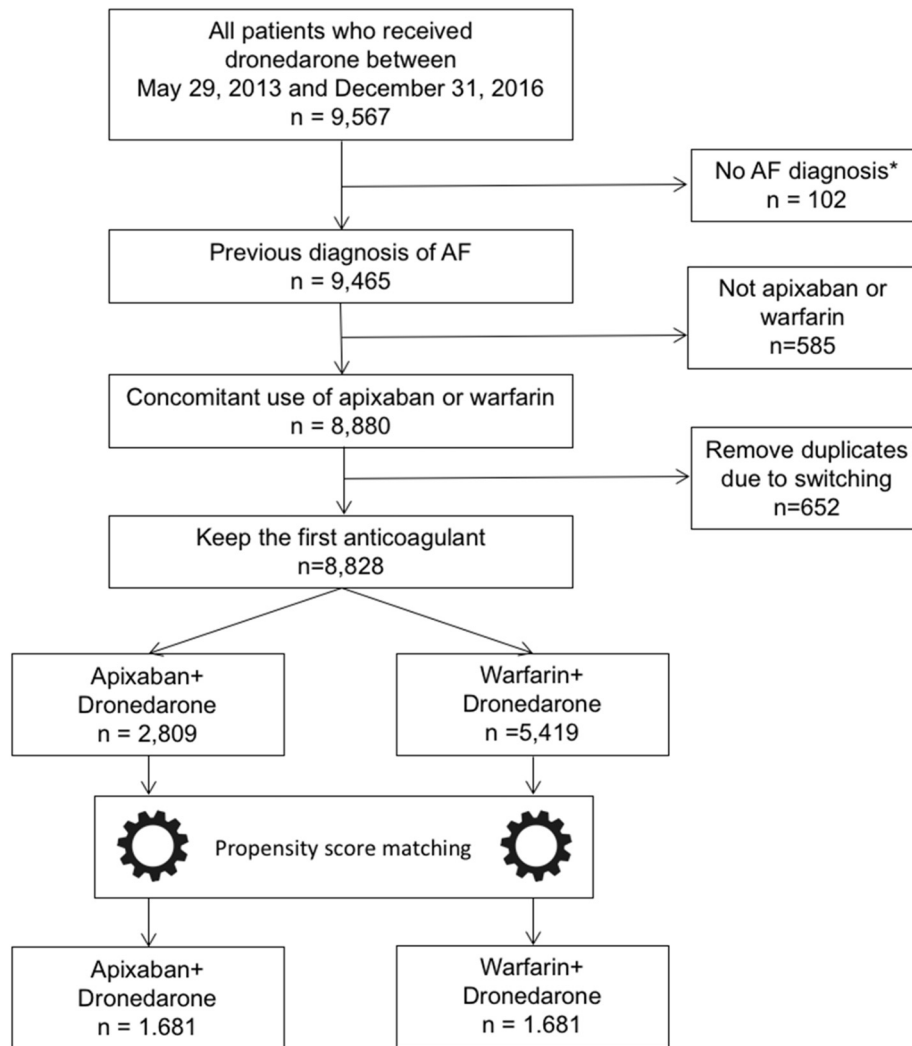 All patients who received
dronedarone between
May 29, 2013 and December 31, 2016
n = 9,567
No AF diagnosis*
n = 102
Previous diagnosis of AF
n = 9,465
Not apixaban or
warfarin
n=585
Concomitant use of apixaban or warfarin
n = 8,880
Remove duplicates
due to switching
n=652
Keep the first anticoagulant
n=8,828
Apixaban+
Dronedarone
n = 2,809
Warfarin+
Dronedarone
n =5,419
Propensity score matching
Apixaban+
Dronedarone
n = 1.681
Warfarin+
Dronedarone
n = 1.681